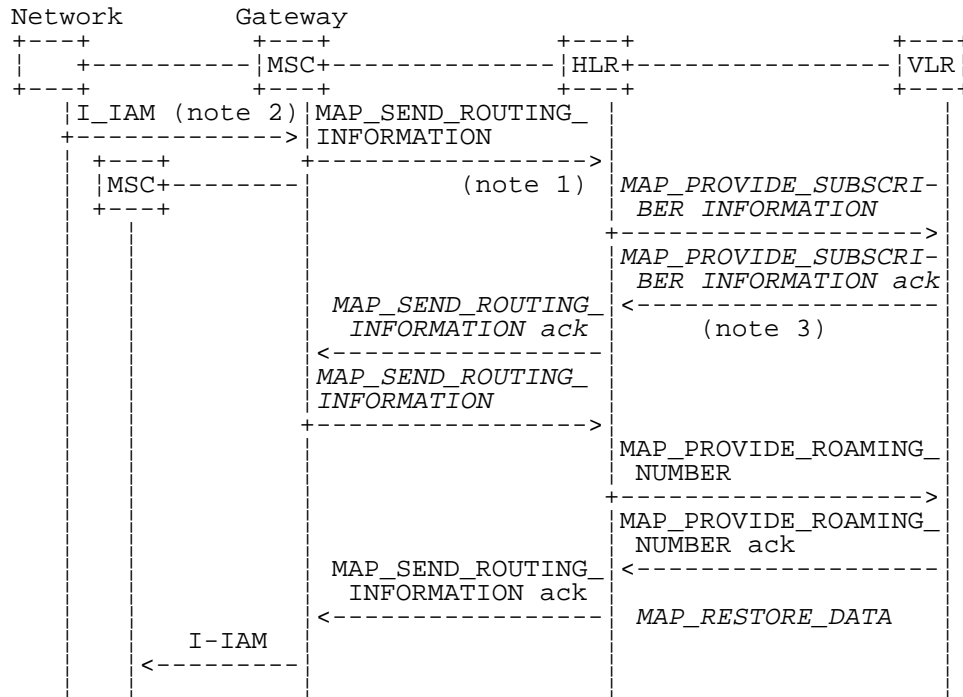 Network Gateway
MSC HLR VLR
I_IAM (note 2) MAP_SEND_ROUTING_
INFORMATION
MSC (note 1) MAP_PROVIDE_SUBSCRI-
BER INFORMATION
MAP_PROVIDE_SUBSCRI-
BER INFORMATION ack
MAP_SEND_ROUTING_
INFORMATION ack (note 3)
MAP_SEND_ROUTING_
INFORMATION
MAP_PROVIDE_ROAMING_
NUMBER
MAP_PROVIDE_ROAMING_
NUMBER ack
MAP_SEND_ROUTING_
INFORMATION ack
MAP_RESTORE_DATA
I-IAM